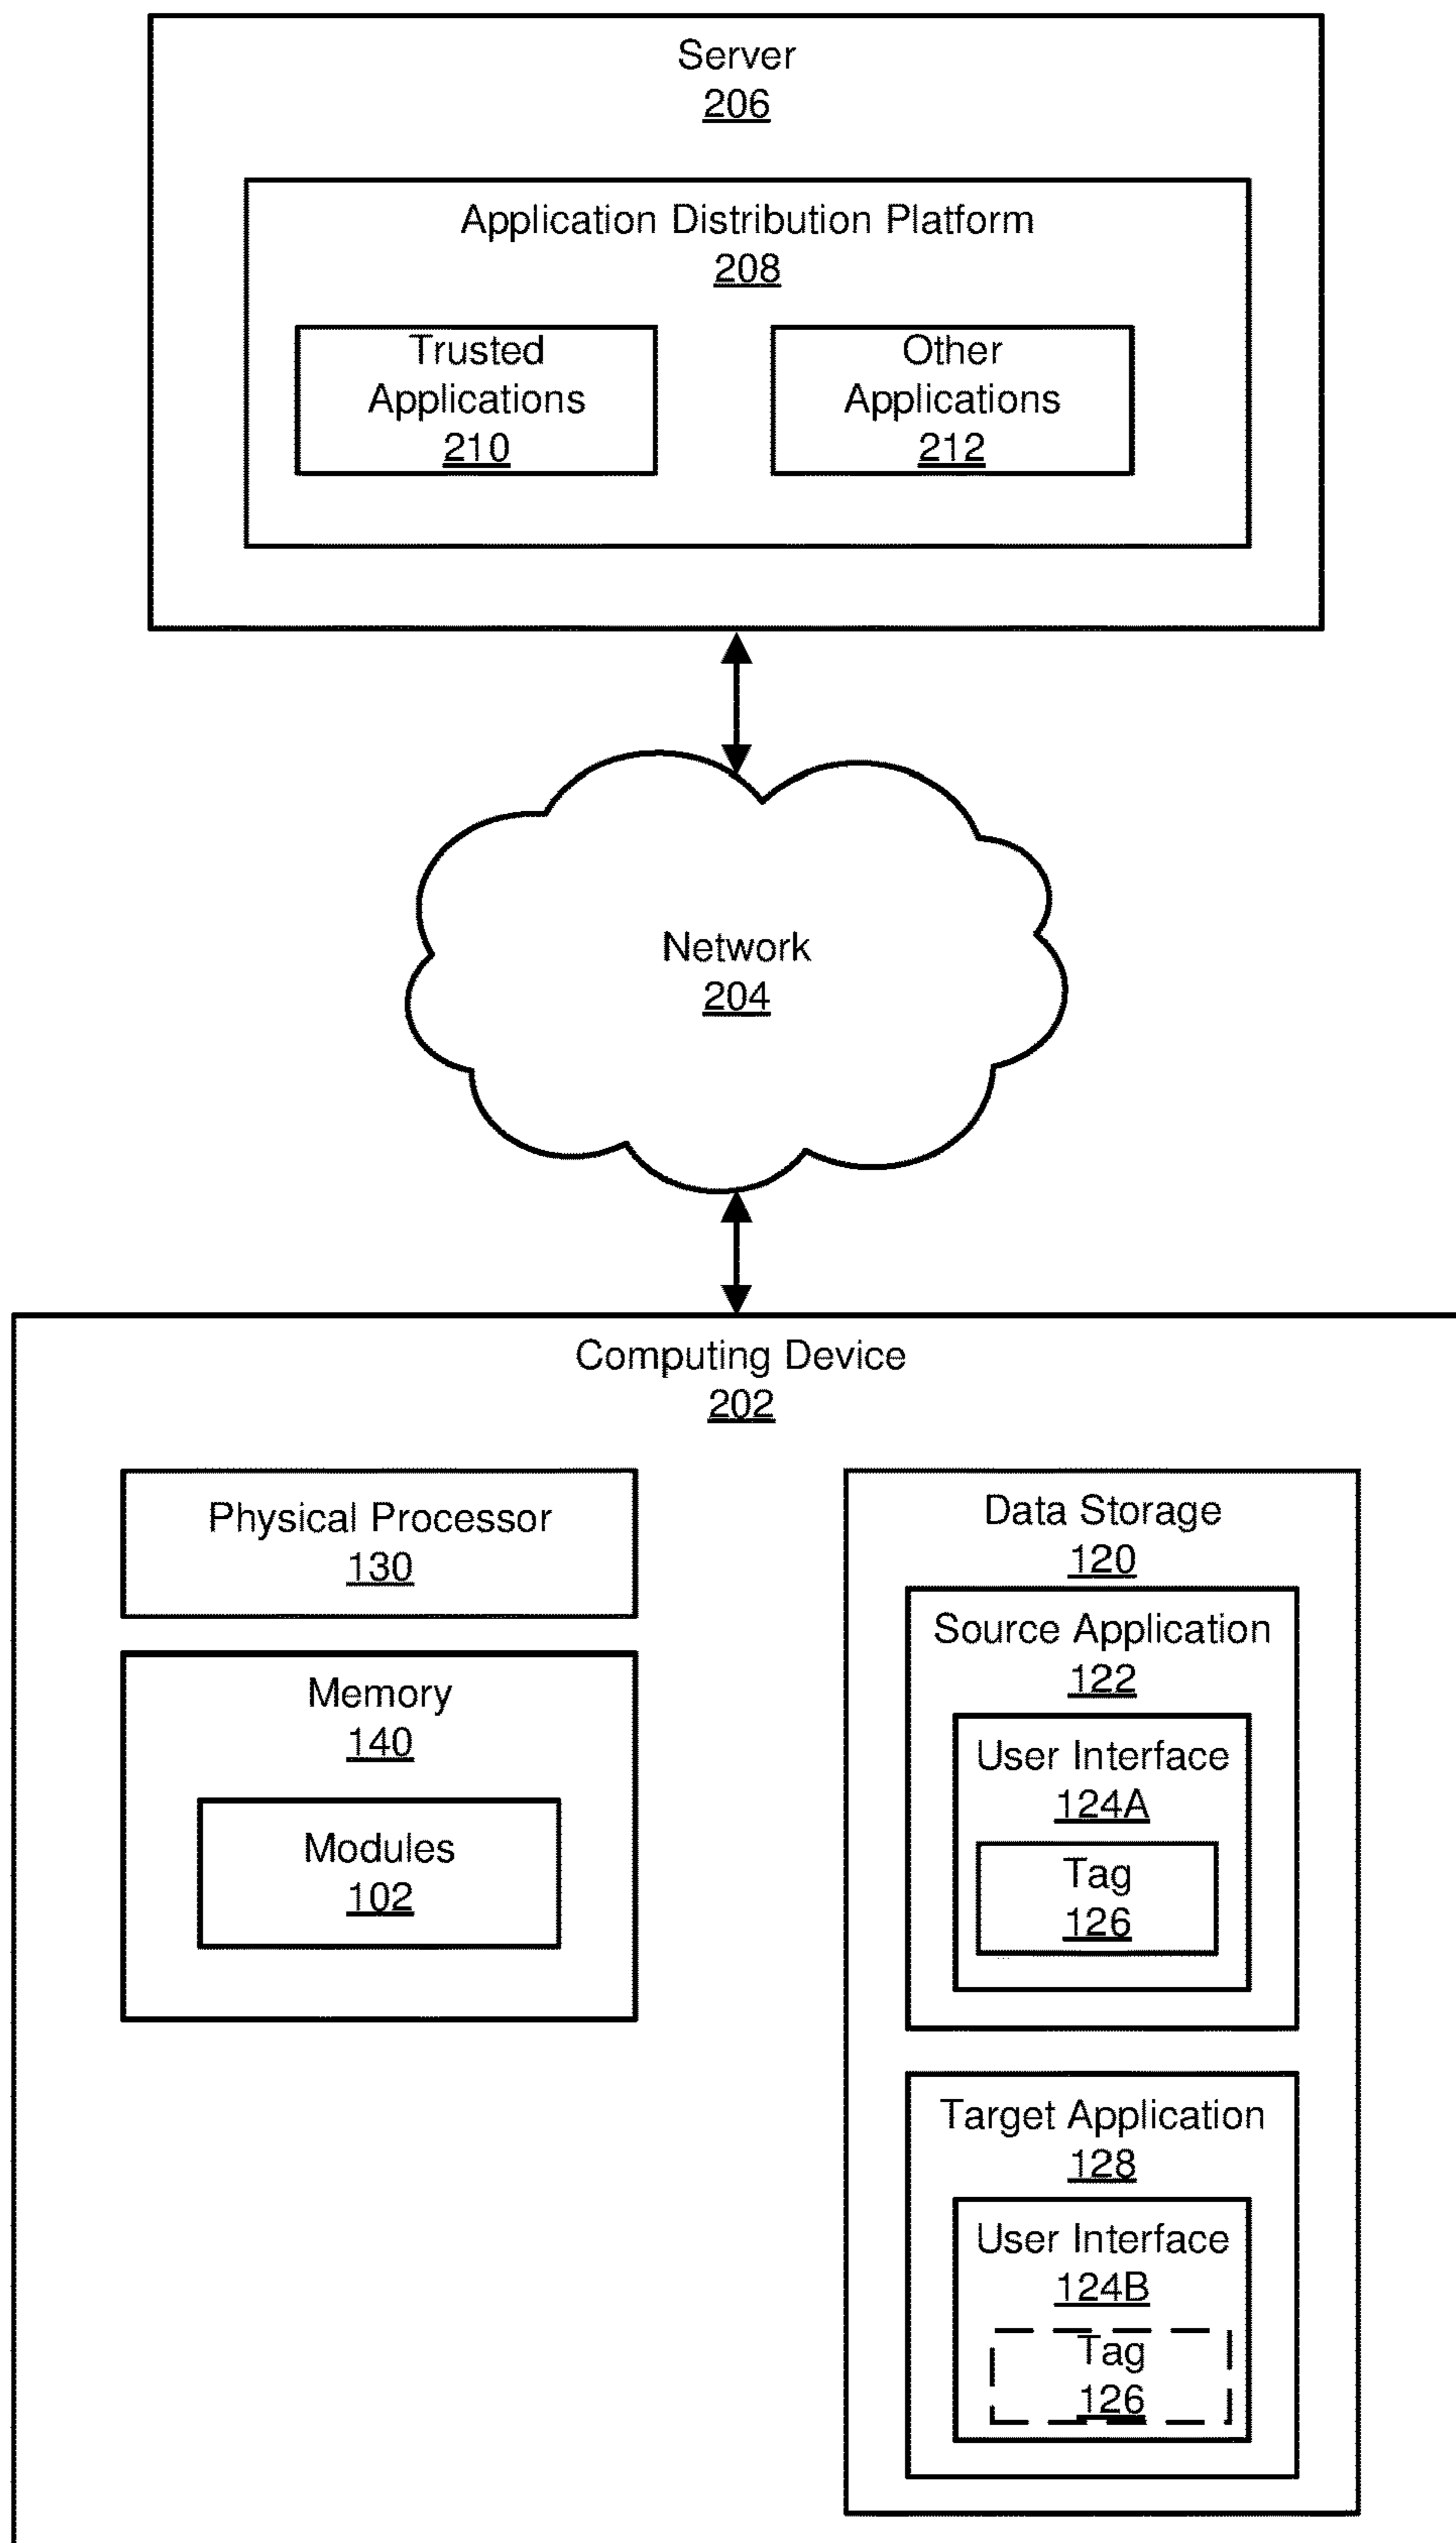 Server
206
Application Distribution Platform
208
Trusted
Applications
210
Other
Applications
212
Network
204
Computing Device
202
Physical Processor
130
Memory
140
Modules
102
Data Storage
120
Source Application
122
User Interface
124A
Tag
126
Target Application
128
User Interface
124B
Tag
126